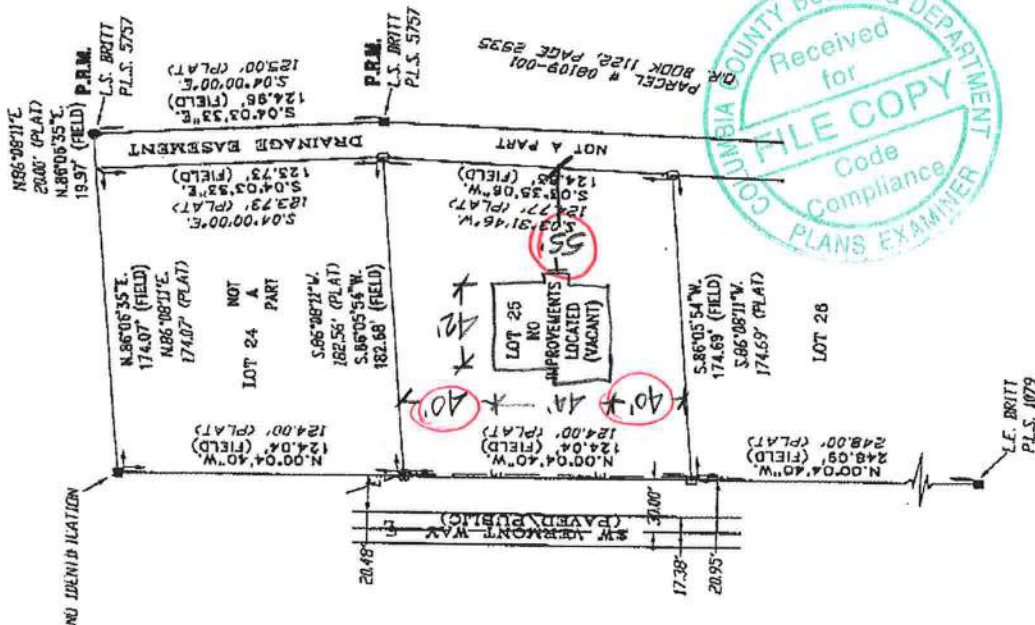 N86°08'11"E.
20.00' (PLAT)
N.86°06'35"E.
19.97' (FIELD)
P.R.M.
L.S. BRITT
P.L.S. 5757
S.04°03'33"E.
124.96' (FIELD)
S.04°00'00"E.
125.00' (PLAT)
P.R.M.
L.S. BRITT
P.L.S. 5757
PARCEL # 08109-001
O.R. BOOK 1122, PAGE 2935
DRAINAGE EASEMENT
NOT A PART
S.04°00'00"E.
123.73' (PLAT)
S.04°03'33"E.
123.73' (FIELD)
S.03°31'46"W.
124.77' (PLAT)
S.03°35'06"W.
(FIELD)
55'
N.86°06'35"E.
174.07' (FIELD)
N.86°08'11"E.
174.07' (PLAT)
NOT
A
PART
LOT 24
S.86°08'11"W.
182.56' (PLAT)
S.86°05'54"W.
182.68' (FIELD)
42'
LOT 25
NO
IMPROVEMENTS
LOCATED
(VACANT)
S.86°05'54"W.
174.69' (FIELD)
S.86°08'11"W.
174.69' (PLAT)
LOT 26
40'
44'
40'
N.00°04'40"W.
124.04' (FIELD)
124.00' (PLAT)
N.00°04'40"W.
124.04' (FIELD)
124.00' (PLAT)
N.00°04'40"W.
248.09' (FIELD)
248.00' (PLAT)
L.E. BRITT
P.L.S. 1079
NO IDENTIFICATION
SW VERMONT WAY
(PAVED/PUBLIC)
20.48'
30.00'
17.38'
20.95'
COLUMBIA COUNTY BUILDING DEPARTMENT
Received
for
FILE COPY
Code
Compliance
PLANS EXAMINER